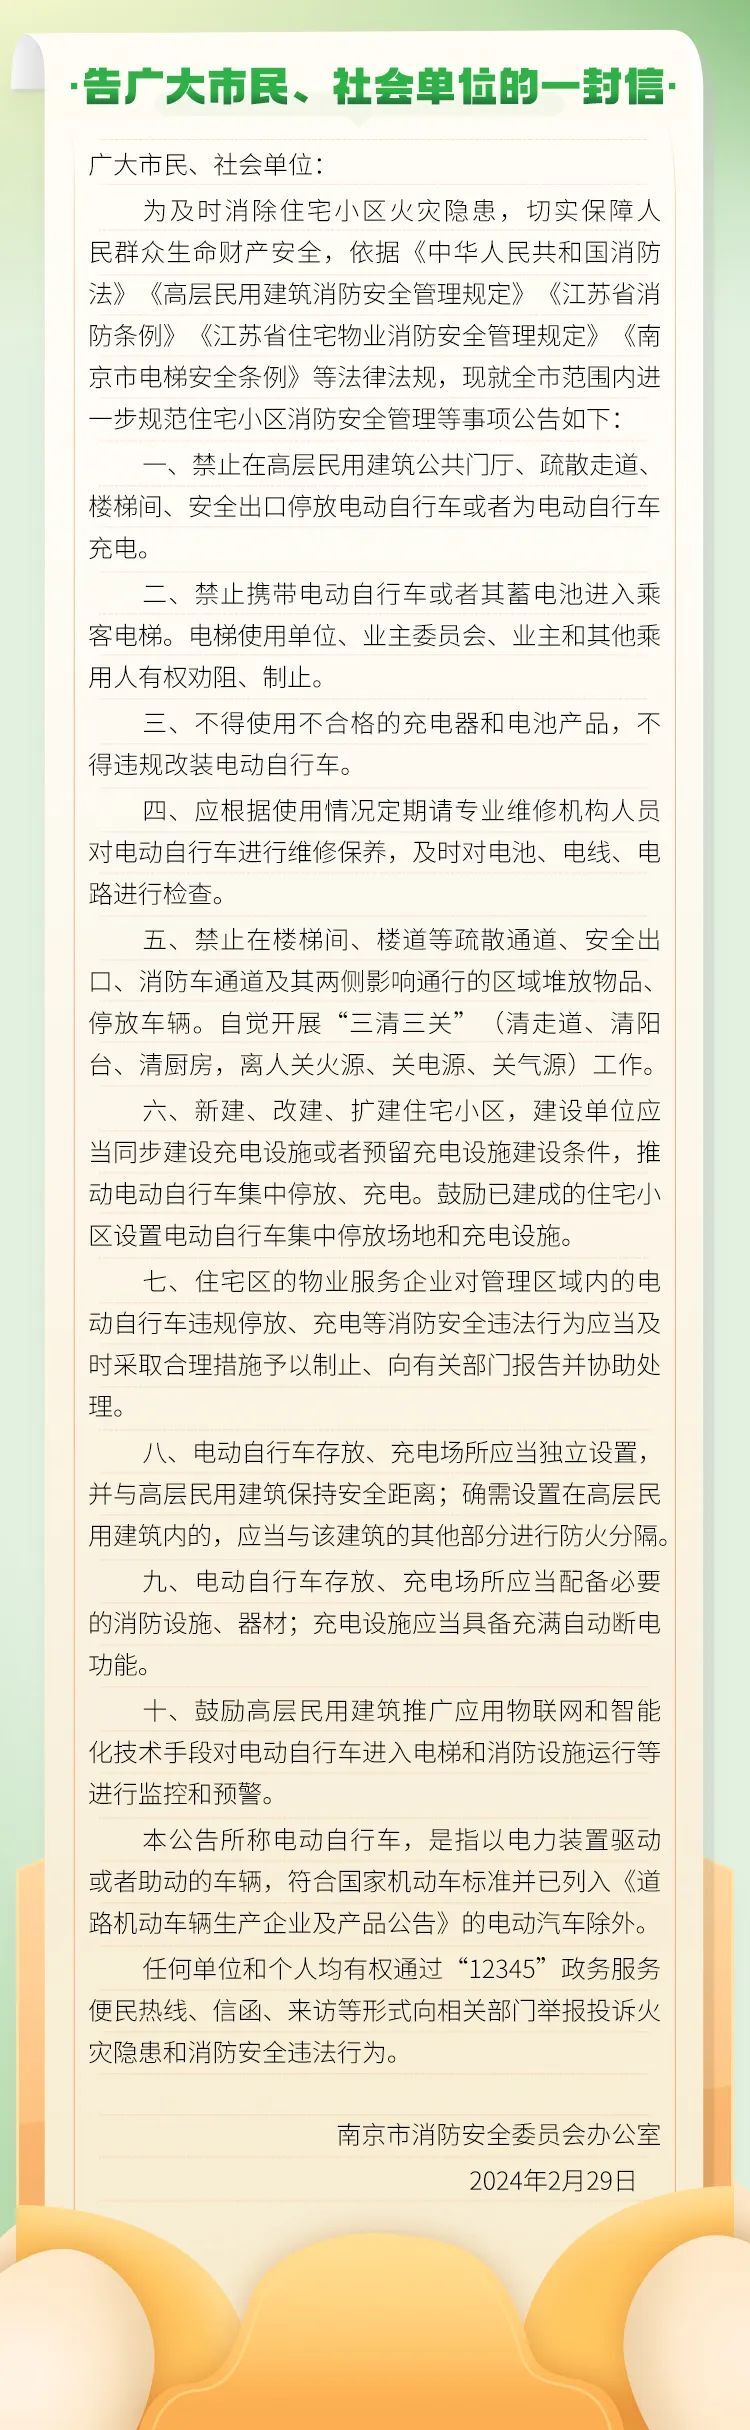 ·告广大市民、社会单位的一封信·
广大市民、社会单位：
为及时消除住宅小区火灾隐患，切实保障人
民群众生命财产安全，依据《中华人民共和国消防
法》《高层民用建筑消防安全管理规定》《江苏省消
防条例》《江苏省住宅物业消防安全管理规定》《南
京市电梯安全条例》等法律法规，现就全市范围内进
一步规范住宅小区消防安全管理等事项公告如下：
一、禁止在高层民用建筑公共门厅、疏散走道、
楼梯间、安全出口停放电动自行车或者为电动自行车
充电。
二、禁止携带电动自行车或者其蓄电池进入乘
客电梯。电梯使用单位、业主委员会、业主和其他乘
用人有权劝阻、制止。
三、不得使用不合格的充电器和电池产品，不
得违规改装电动自行车。
四、应根据使用情况定期请专业维修机构人员
对电动自行车进行维修保养，及时对电池、电线、电
路进行检查。
五、禁止在楼梯间、楼道等疏散通道、安全出
口、消防车通道及其两侧影响通行的区域堆放物品、
停放车辆。自觉开展“三清三关”（清走道、清阳
台、清厨房，离人关火源、关电源、关气源）工作。
六、新建、改建、扩建住宅小区，建设单位应
当同步建设充电设施或者预留充电设施建设条件，推
动电动自行车集中停放、充电。鼓励已建成的住宅小
区设置电动自行车集中停放场地和充电设施。
七、住宅区的物业服务企业对管理区域内的电
动自行车违规停放、充电等消防安全违法行为应当及
时采取合理措施予以制止、向有关部门报告并协助处
理。
八、电动自行车存放、充电场所应当独立设置，
并与高层民用建筑保持安全距离；确需设置在高层民
用建筑内的，应当与该建筑的其他部分进行防火分隔。
九、电动自行车存放、充电场所应当配备必要
的消防设施、器材；充电设施应当具备充满自动断电
功能。
十、鼓励高层民用建筑推广应用物联网和智能
化技术手段对电动自行车进入电梯和消防设施运行等
进行监控和预警。
本公告所称电动自行车，是指以电力装置驱动
或者助动的车辆，符合国家机动车标准并已列入《道
路机动车辆生产企业及产品公告》的电动汽车除外。
任何单位和个人均有权通过“12345”政务服务
便民热线、信函、来访等形式向相关部门举报投诉火
灾隐患和消防安全违法行为。
南京市消防安全委员会办公室
2024年2月29日